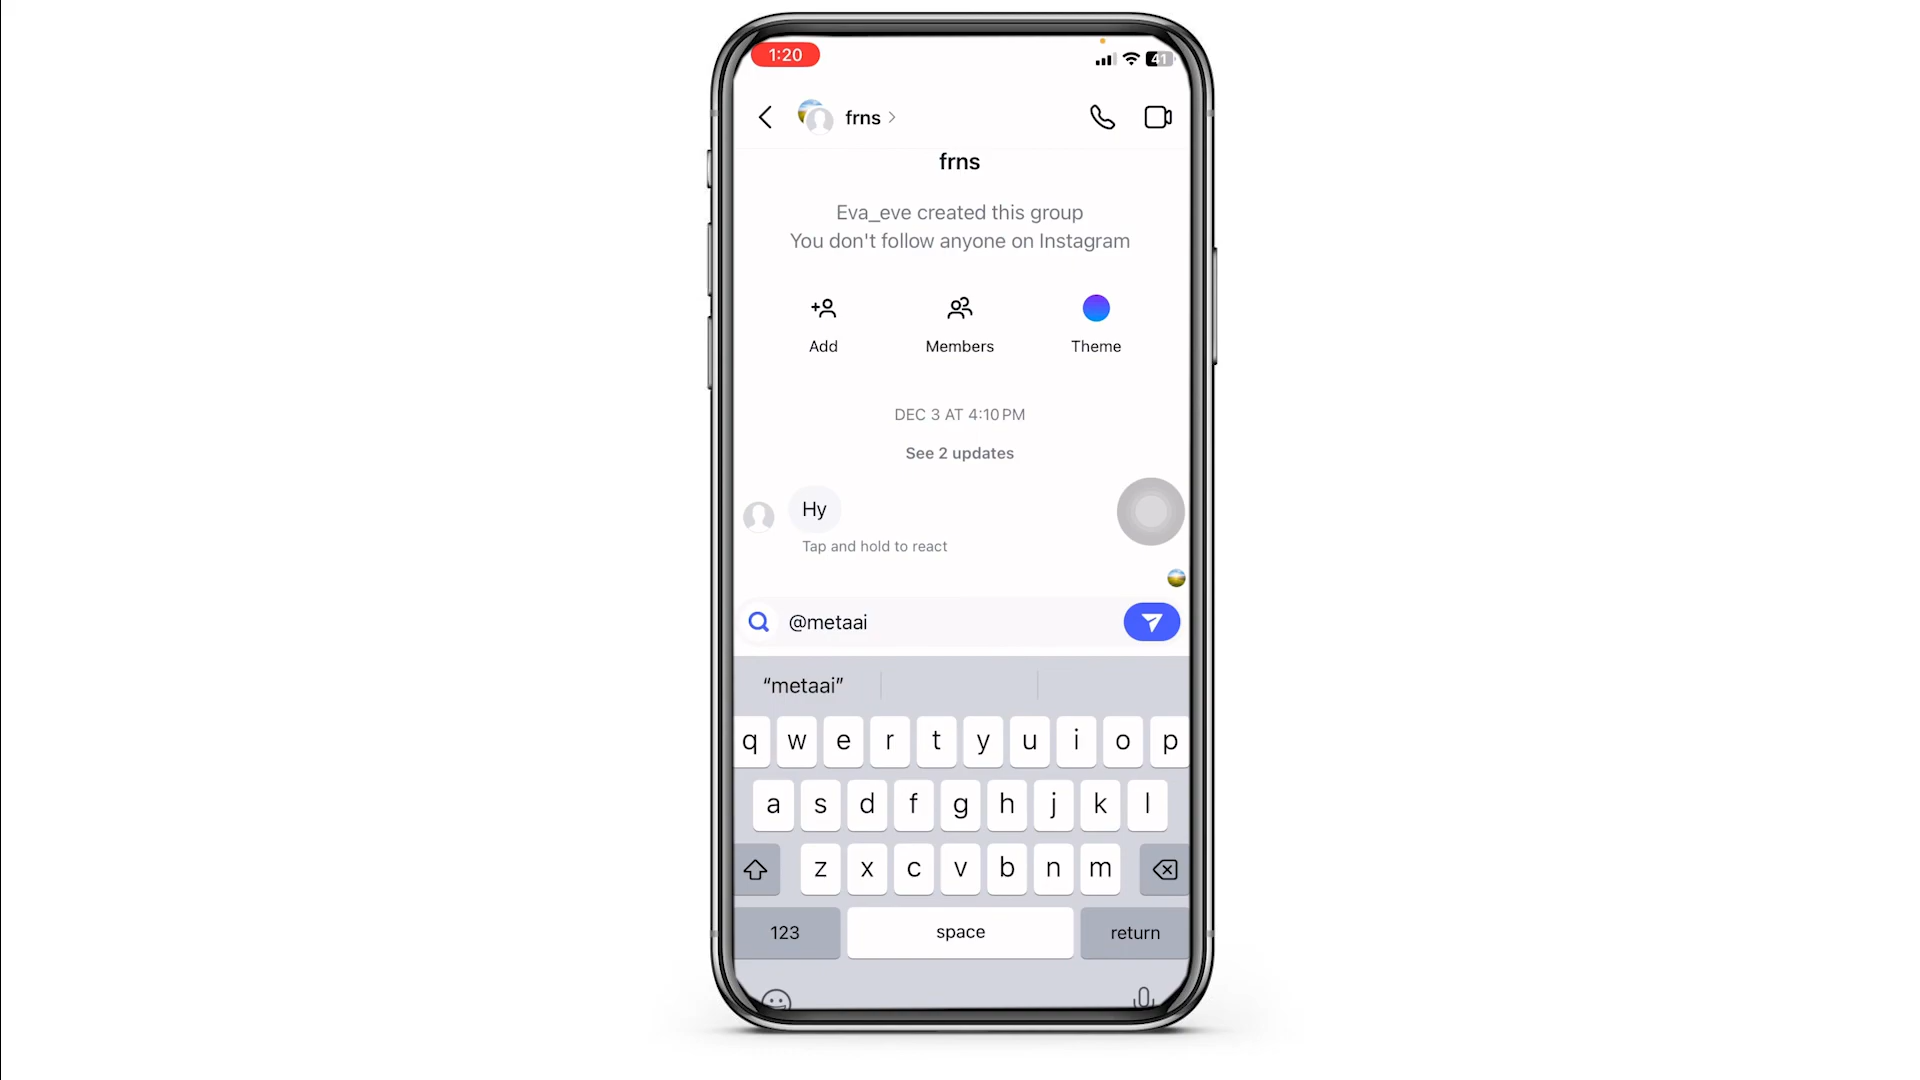 1:20
41
frns
frns
Eva_eve created this group
You don't follow anyone on Instagram
Add Members Theme
DEC 3 AT 4:10 PM
See 2 updates
Hy
Tap and hold to react
@metaai
“metaai”
q w e r t y u i o p
a s d f g h j k l
z x c v b n m
123 space return